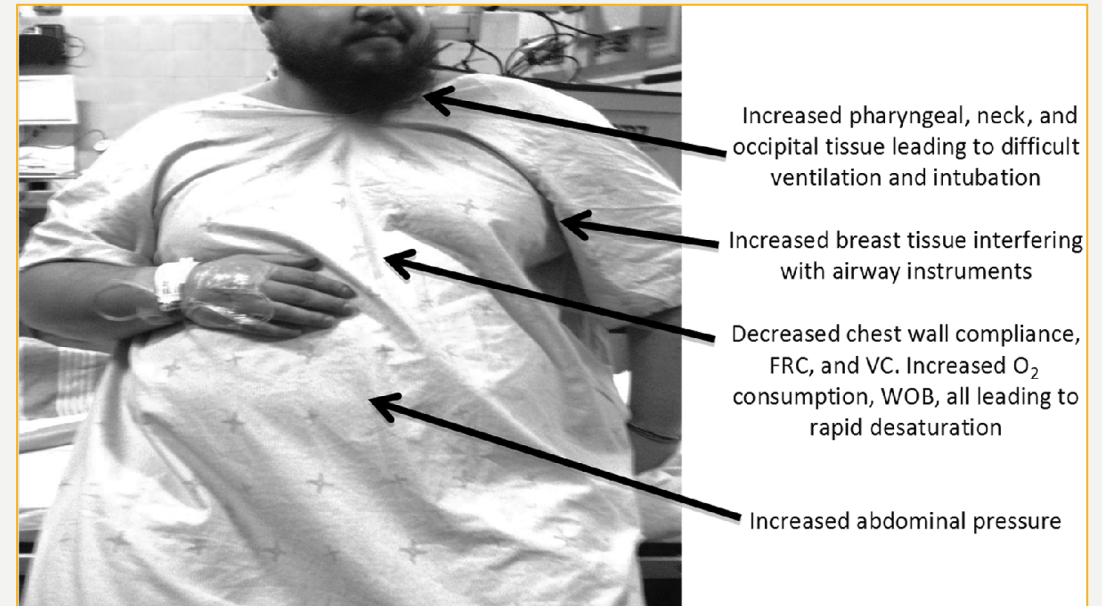 Increased pharyngeal, neck, and
occipital tissue leading to difficult
ventilation and intubation
Increased breast tissue interfering
with airway instruments
Decreased chest wall compliance,
FRC, and VC. Increased O₂
consumption, WOB, all leading to
rapid desaturation
Increased abdominal pressure